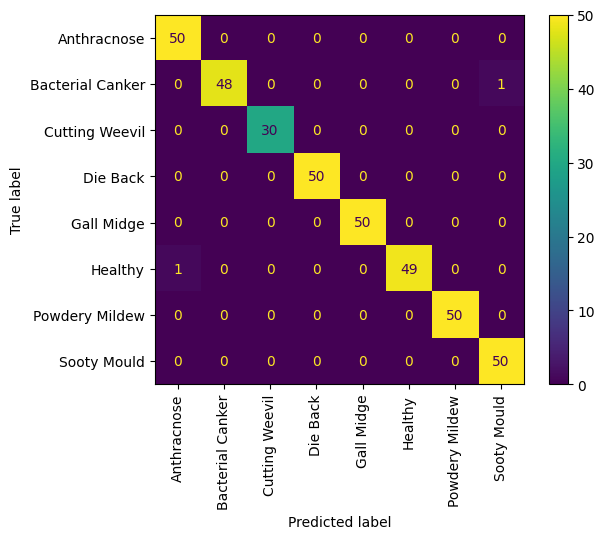 True label
Anthracnose 50 0 0 0 0 0 0 0
Bacterial Canker 0 48 0 0 0 0 0 1
Cutting Weevil 0 0 30 0 0 0 0 0
Die Back 0 0 0 50 0 0 0 0
Gall Midge 0 0 0 0 50 0 0 0
Healthy 1 0 0 0 0 49 0 0
Powdery Mildew 0 0 0 0 0 0 50 0
Sooty Mould 0 0 0 0 0 0 0 50
Anthracnose
Bacterial Canker
Cutting Weevil
Die Back
Gall Midge
Healthy
Powdery Mildew
Sooty Mould
Predicted label
50
40
30
20
10
0